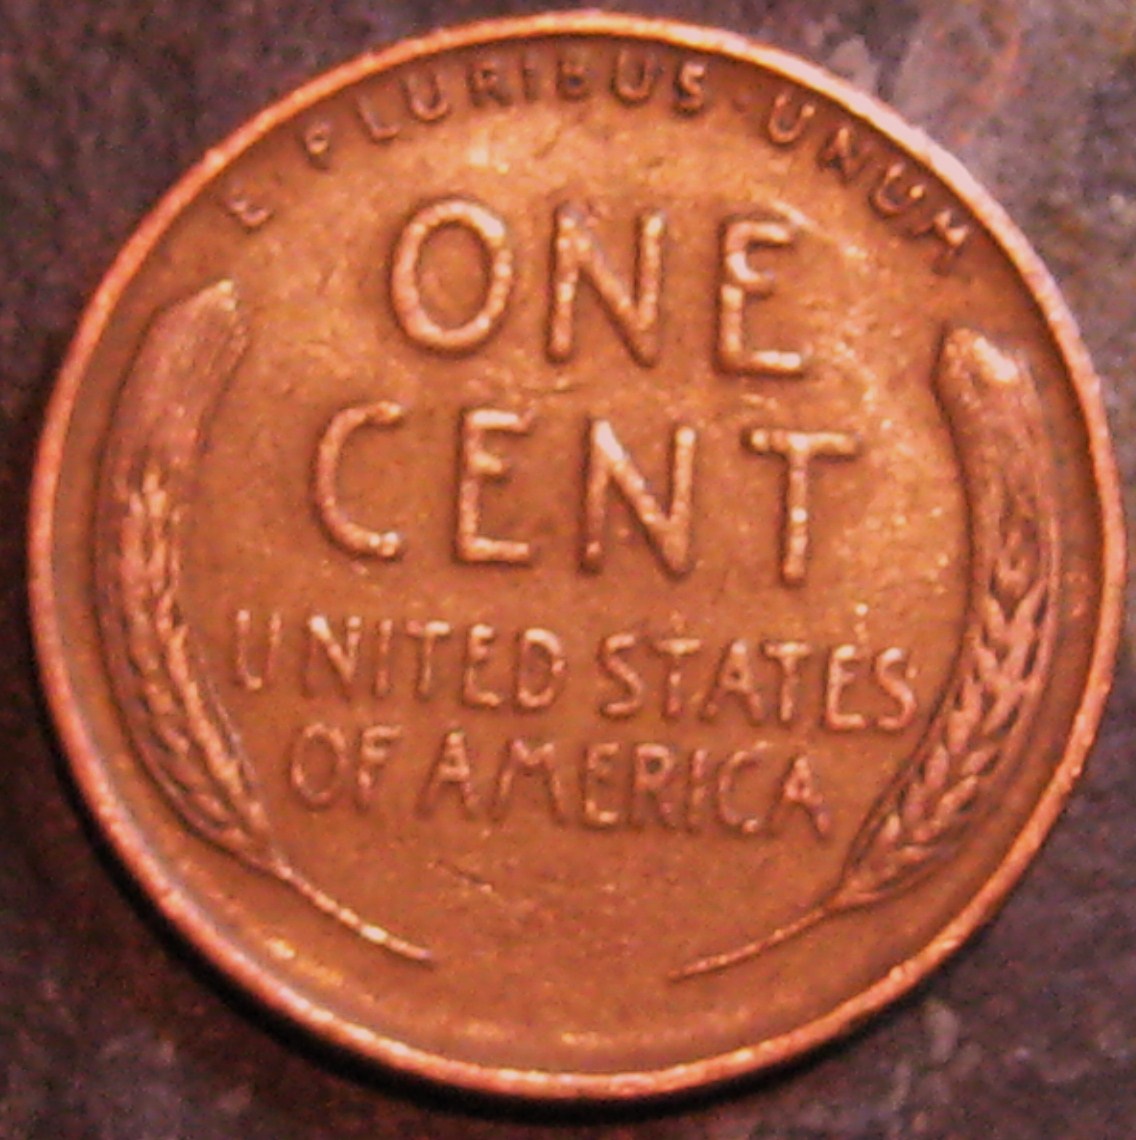 E · PLURIBUS · UNUM
ONE
CENT
UNITED STATES
OF AMERICA